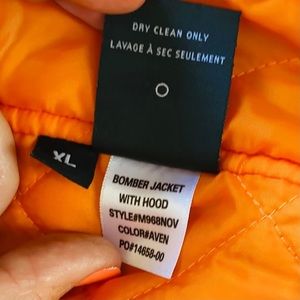 DRY CLEAN ONLY
LAVAGE À SEC SEULEMENT
XL
BOMBER JACKET
WITH HOOD
STYLE#M968NOV
COLOR#AVEN
PO#14658-00